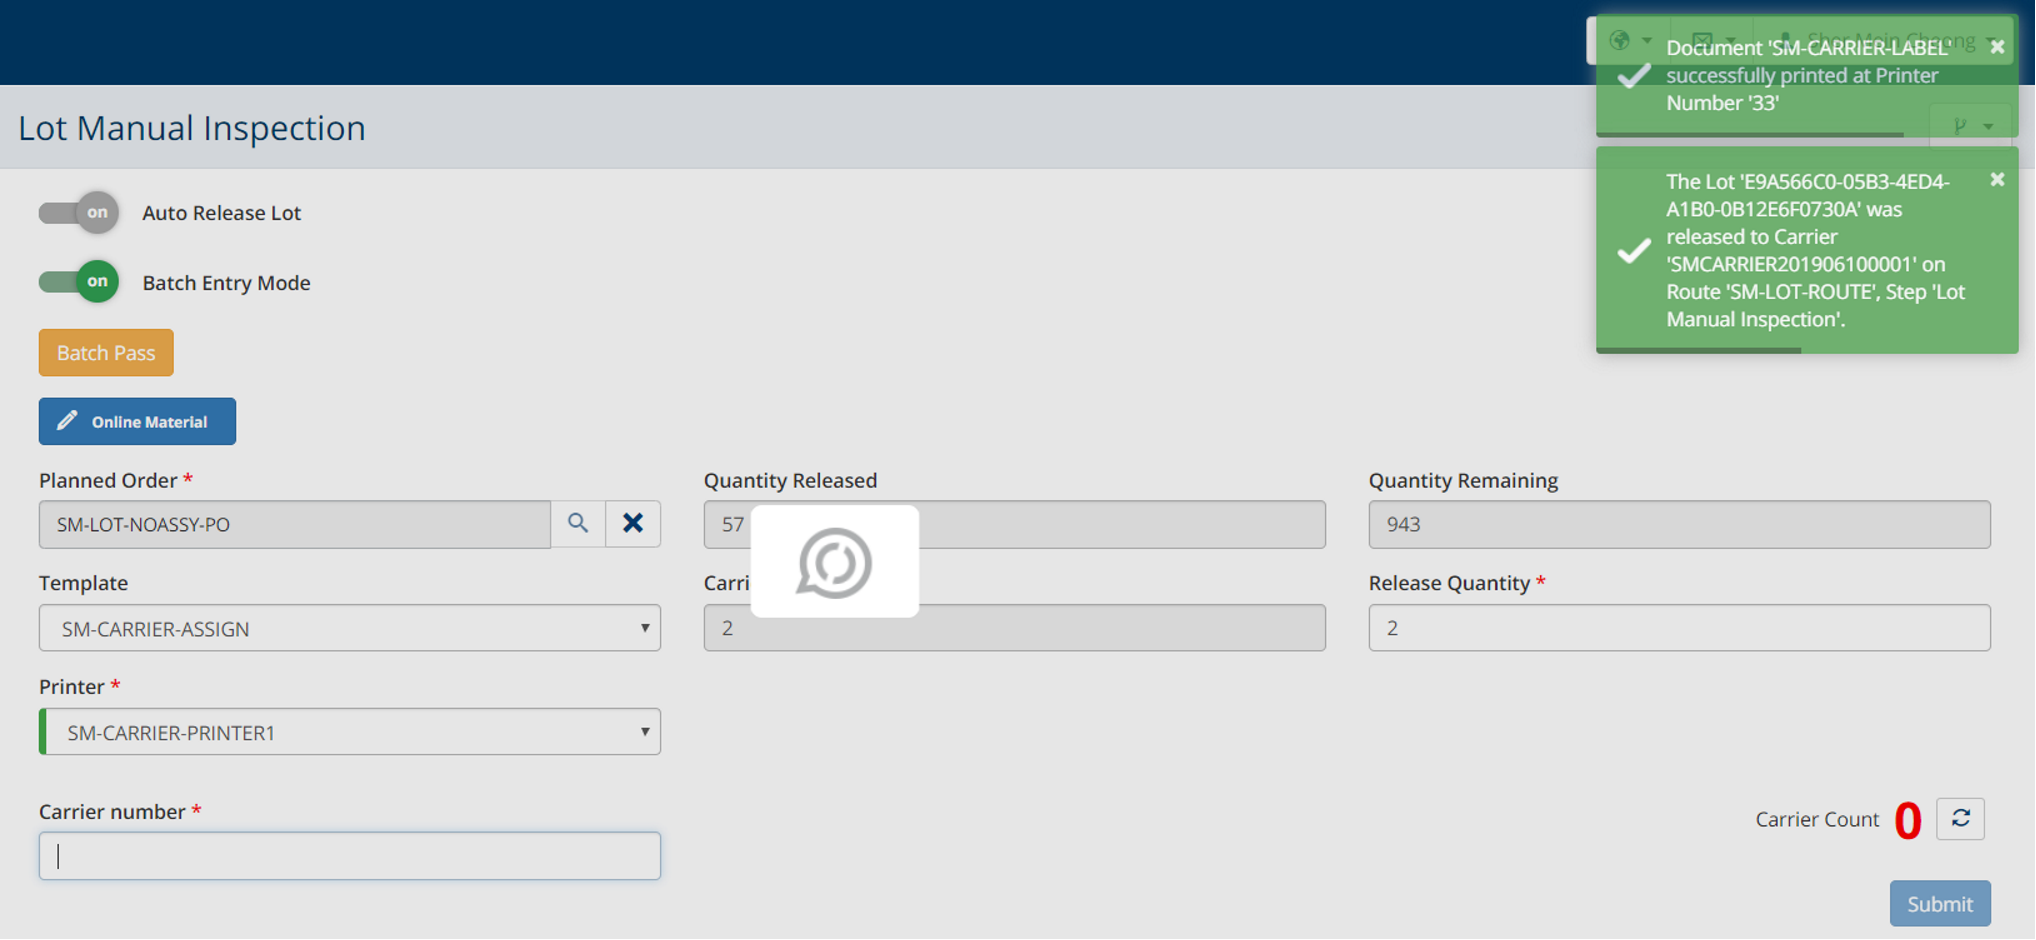 Document 'SM-CARRIER-LABEL'
successfully printed at Printer
Number '33'
Lot Manual Inspection
The Lot 'E9A566C0-05B3-4ED4-
A1B0-0B12E6F0730A' was
released to Carrier
'SMCARRIER201906100001' on
Route 'SM-LOT-ROUTE', Step 'Lot
Manual Inspection'.
on Auto Release Lot
on Batch Entry Mode
Batch Pass
Online Material
Planned Order * Quantity Released Quantity Remaining
SM-LOT-NOASSY-PO 57 943
Template Carri Release Quantity *
SM-CARRIER-ASSIGN 2 2
Printer *
SM-CARRIER-PRINTER1
Carrier number * Carrier Count 0
Submit